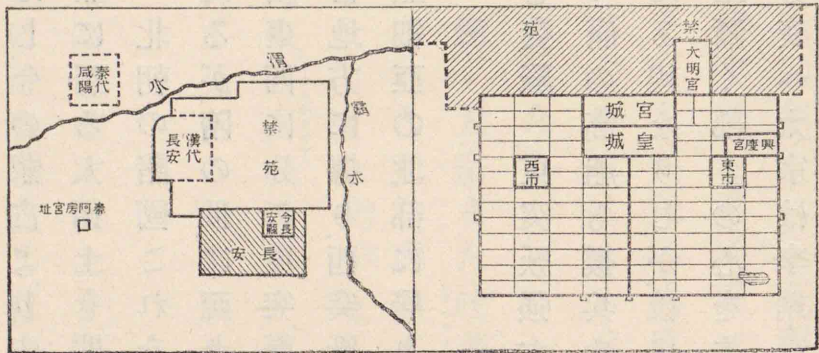 苑 禁
大明宮
城宮
城皇
宮慶興
西市
東市
渭
水
灞
水
秦代
咸陽
禁苑
漢代
長安
今長
安縣
安長
址宮房阿秦